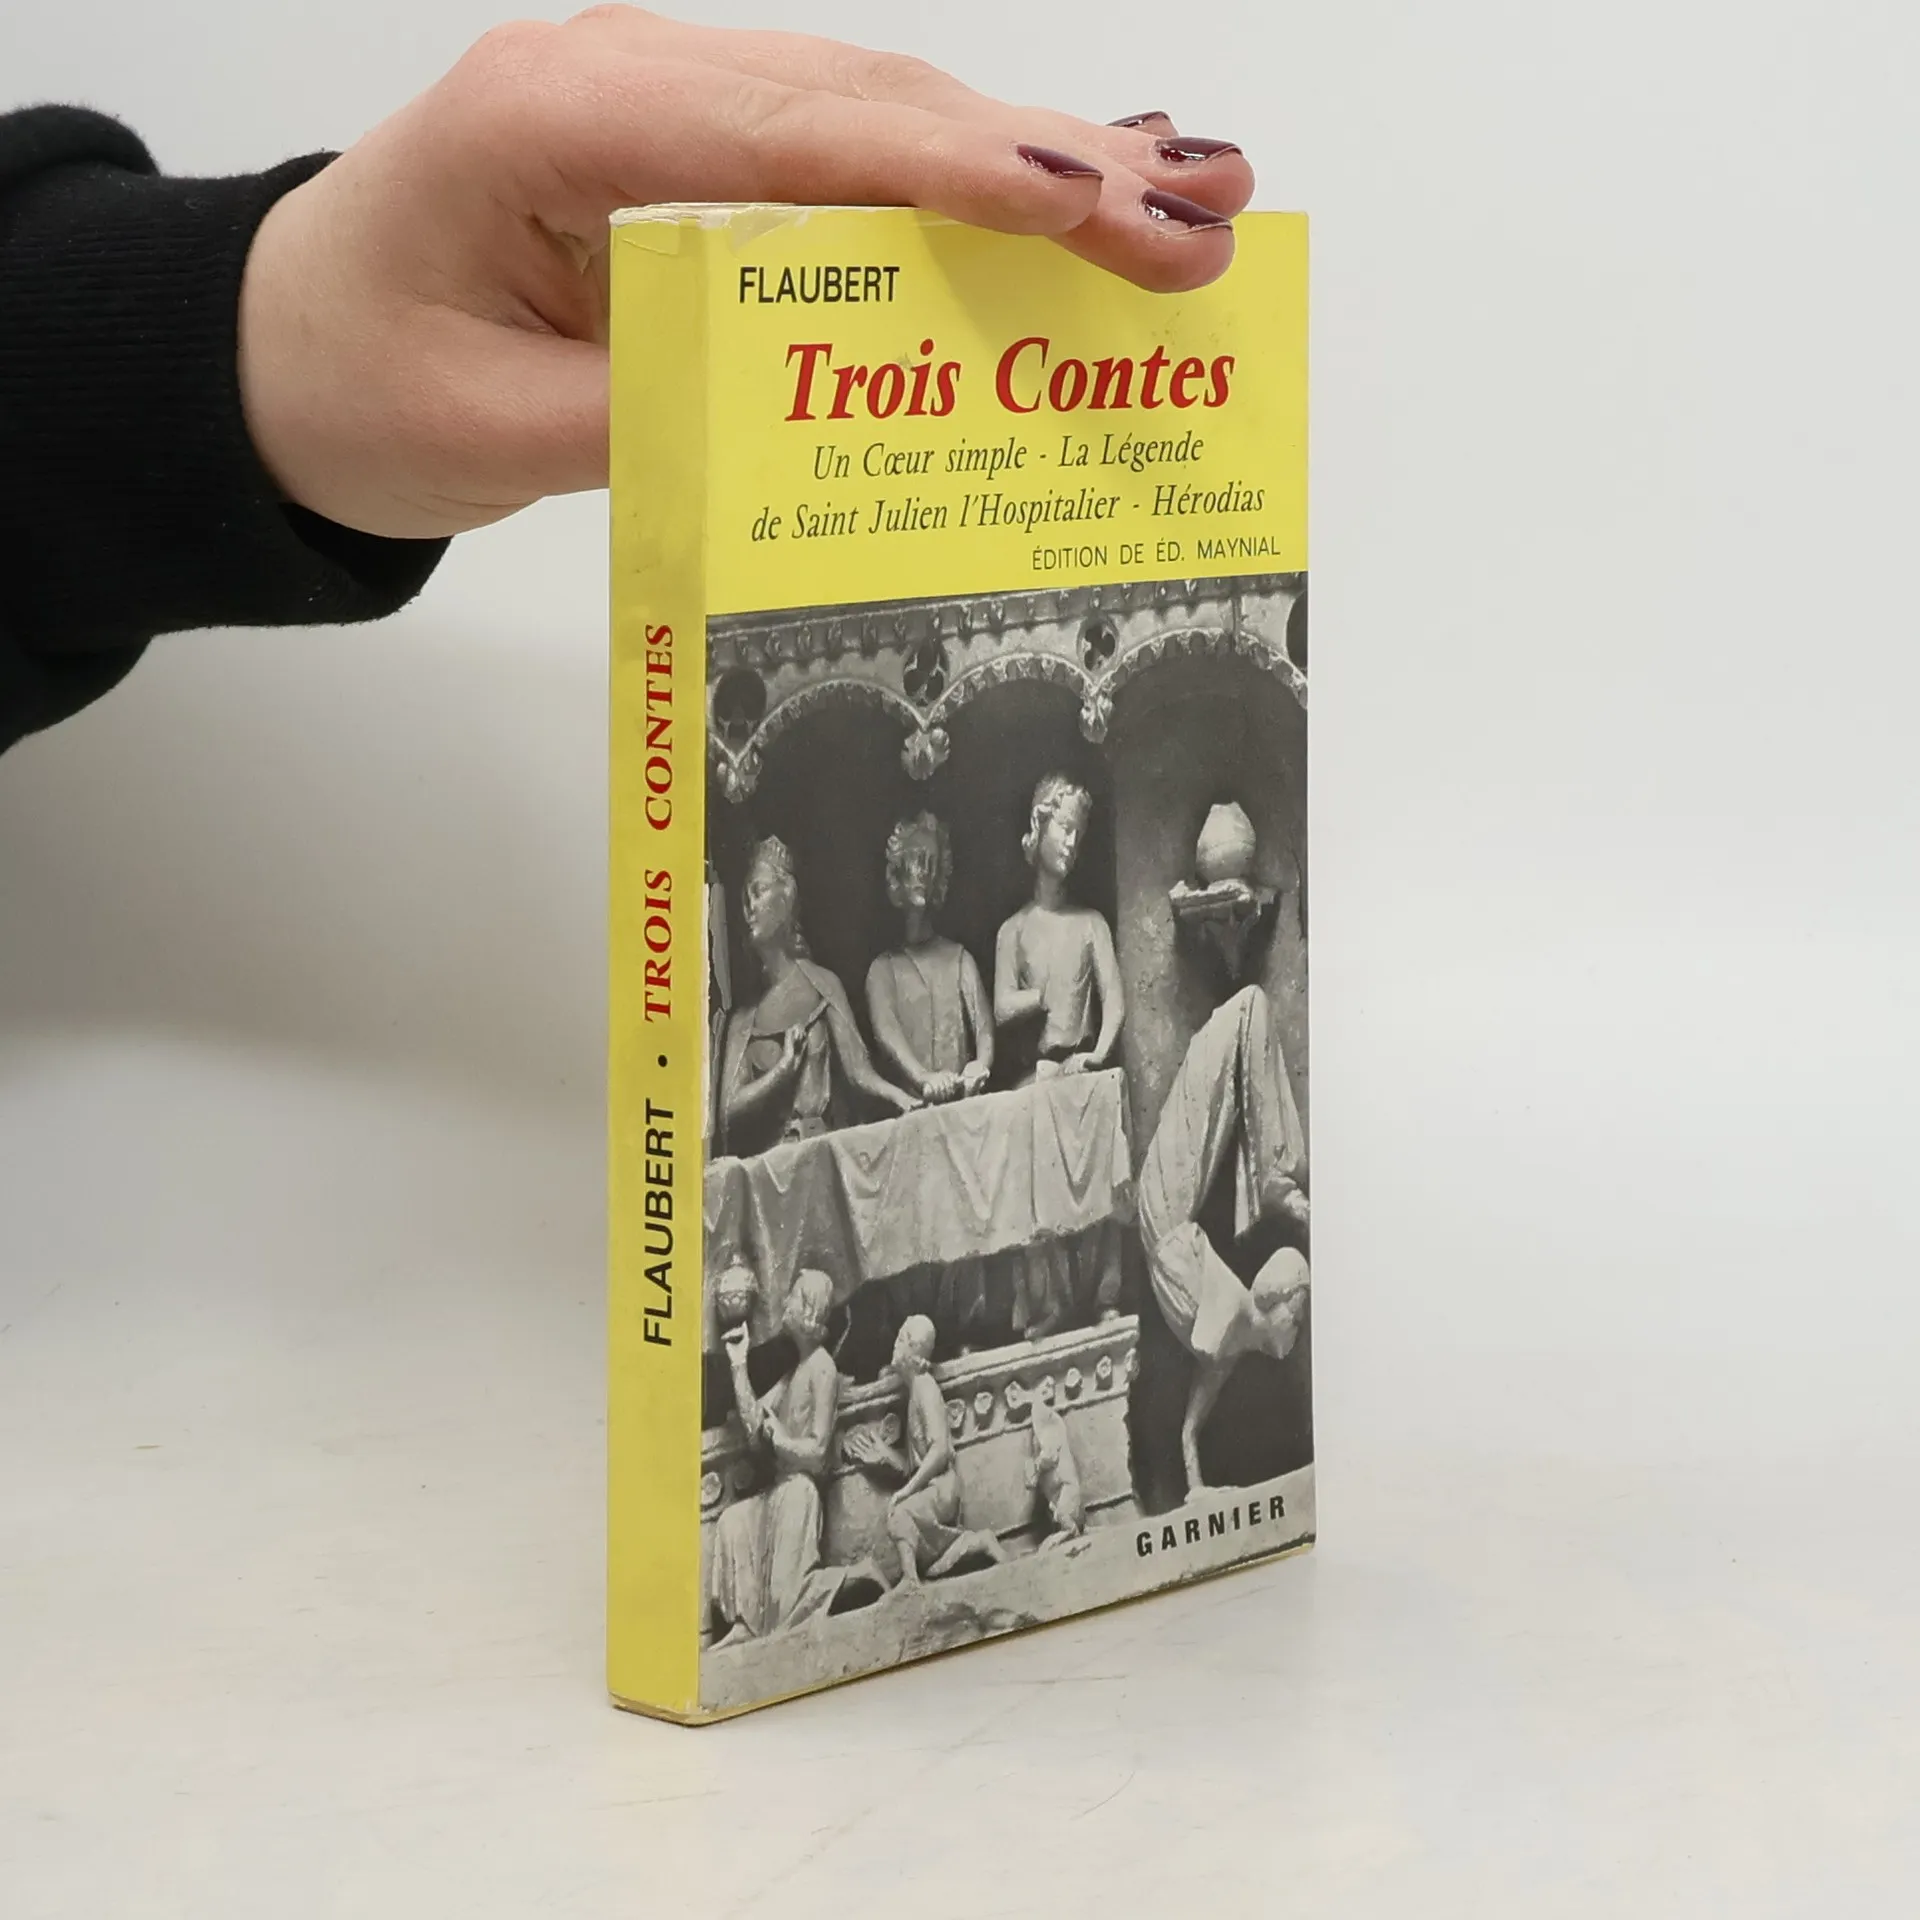 FLAUBERT
Trois Contes
Un Cœur simple - La Légende
de Saint Julien l'Hospitalier - Hérodias
ÉDITION DE ÉD. MAYNIAL
GARNIER
FLAUBERT • TROIS CONTES